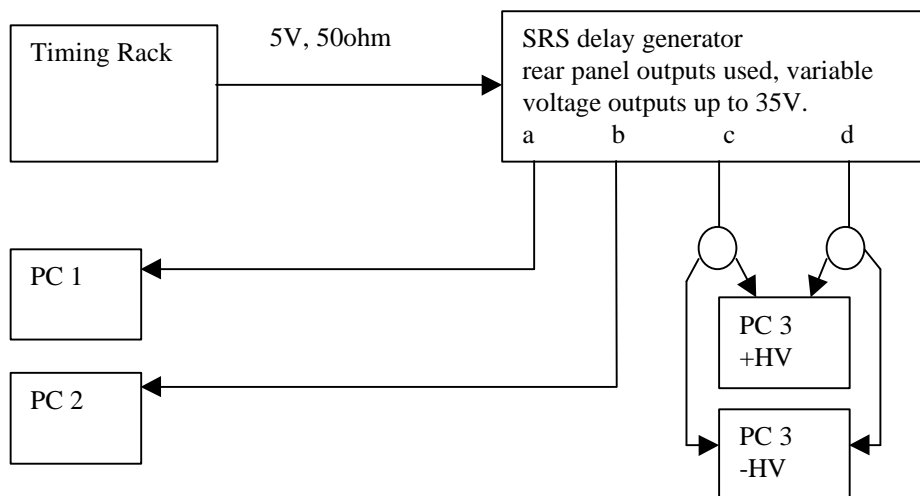 Timing Rack
5V, 50ohm
SRS delay generator
rear panel outputs used, variable
voltage outputs up to 35V.
a b c d
PC 1
PC 2
PC 3
+HV
PC 3
-HV